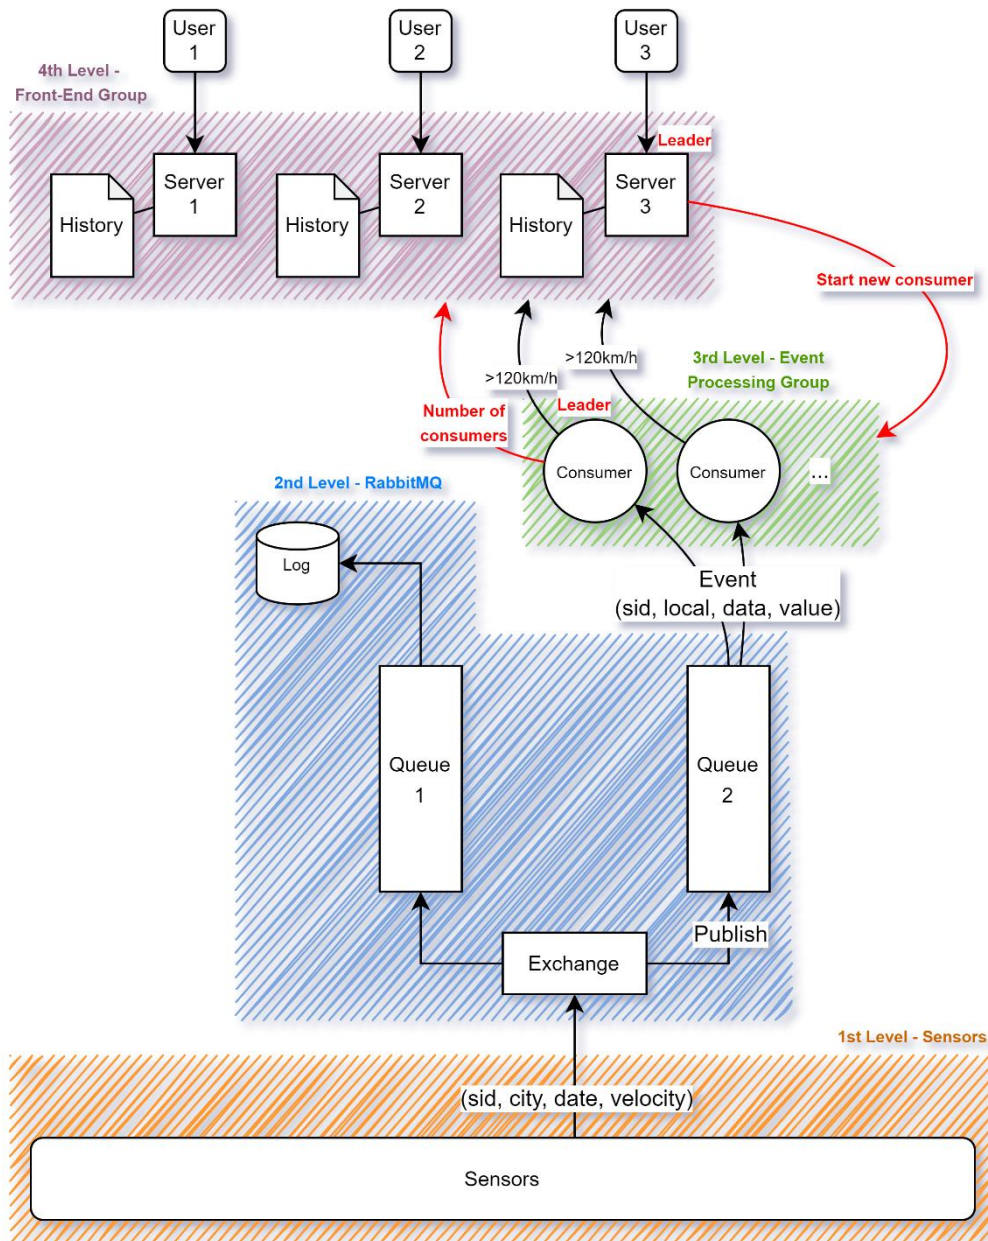 User
1
User
2
User
3
4th Level -
Front-End Group
Leader
Server
1
Server
2
Server
3
History
History
History
Start new consumer
>120km/h
>120km/h
3rd Level - Event
Processing Group
Number of
consumers
Leader
Consumer
Consumer
...
2nd Level - RabbitMQ
Log
Event
(sid, local, data, value)
Queue
1
Queue
2
Publish
Exchange
1st Level - Sensors
(sid, city, date, velocity)
Sensors